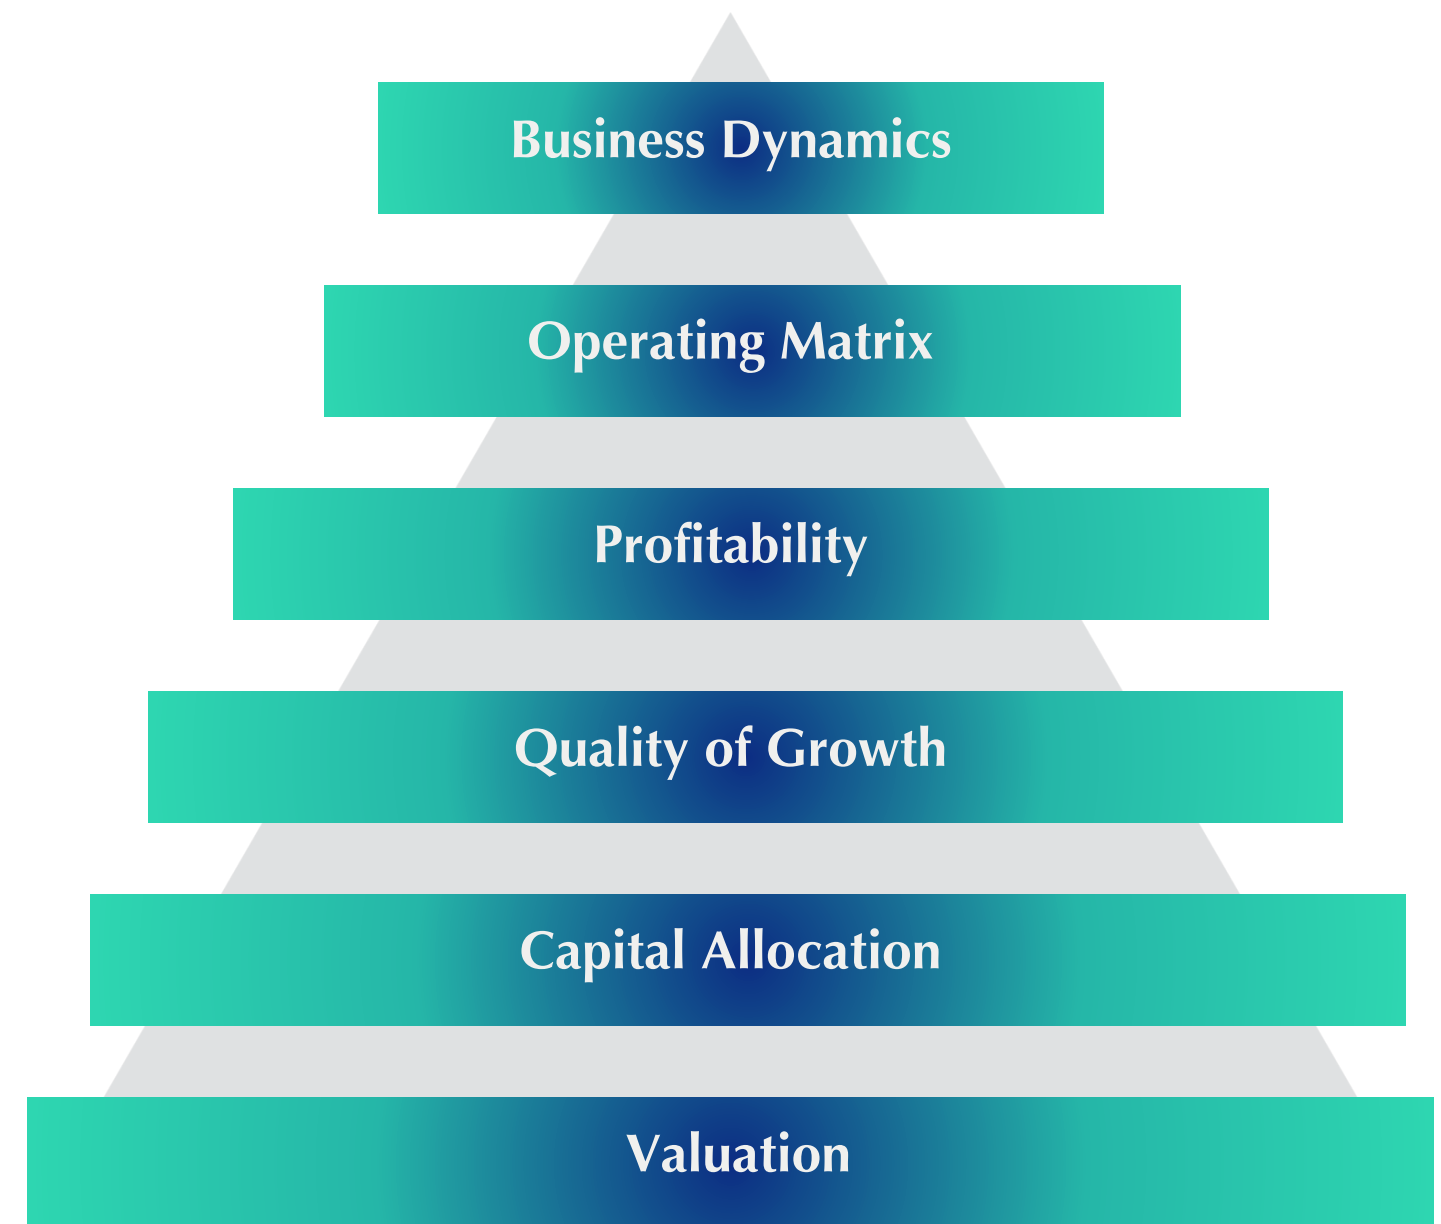 Business Dynamics
Operating Matrix
Profitability
Quality of Growth
Capital Allocation
Valuation